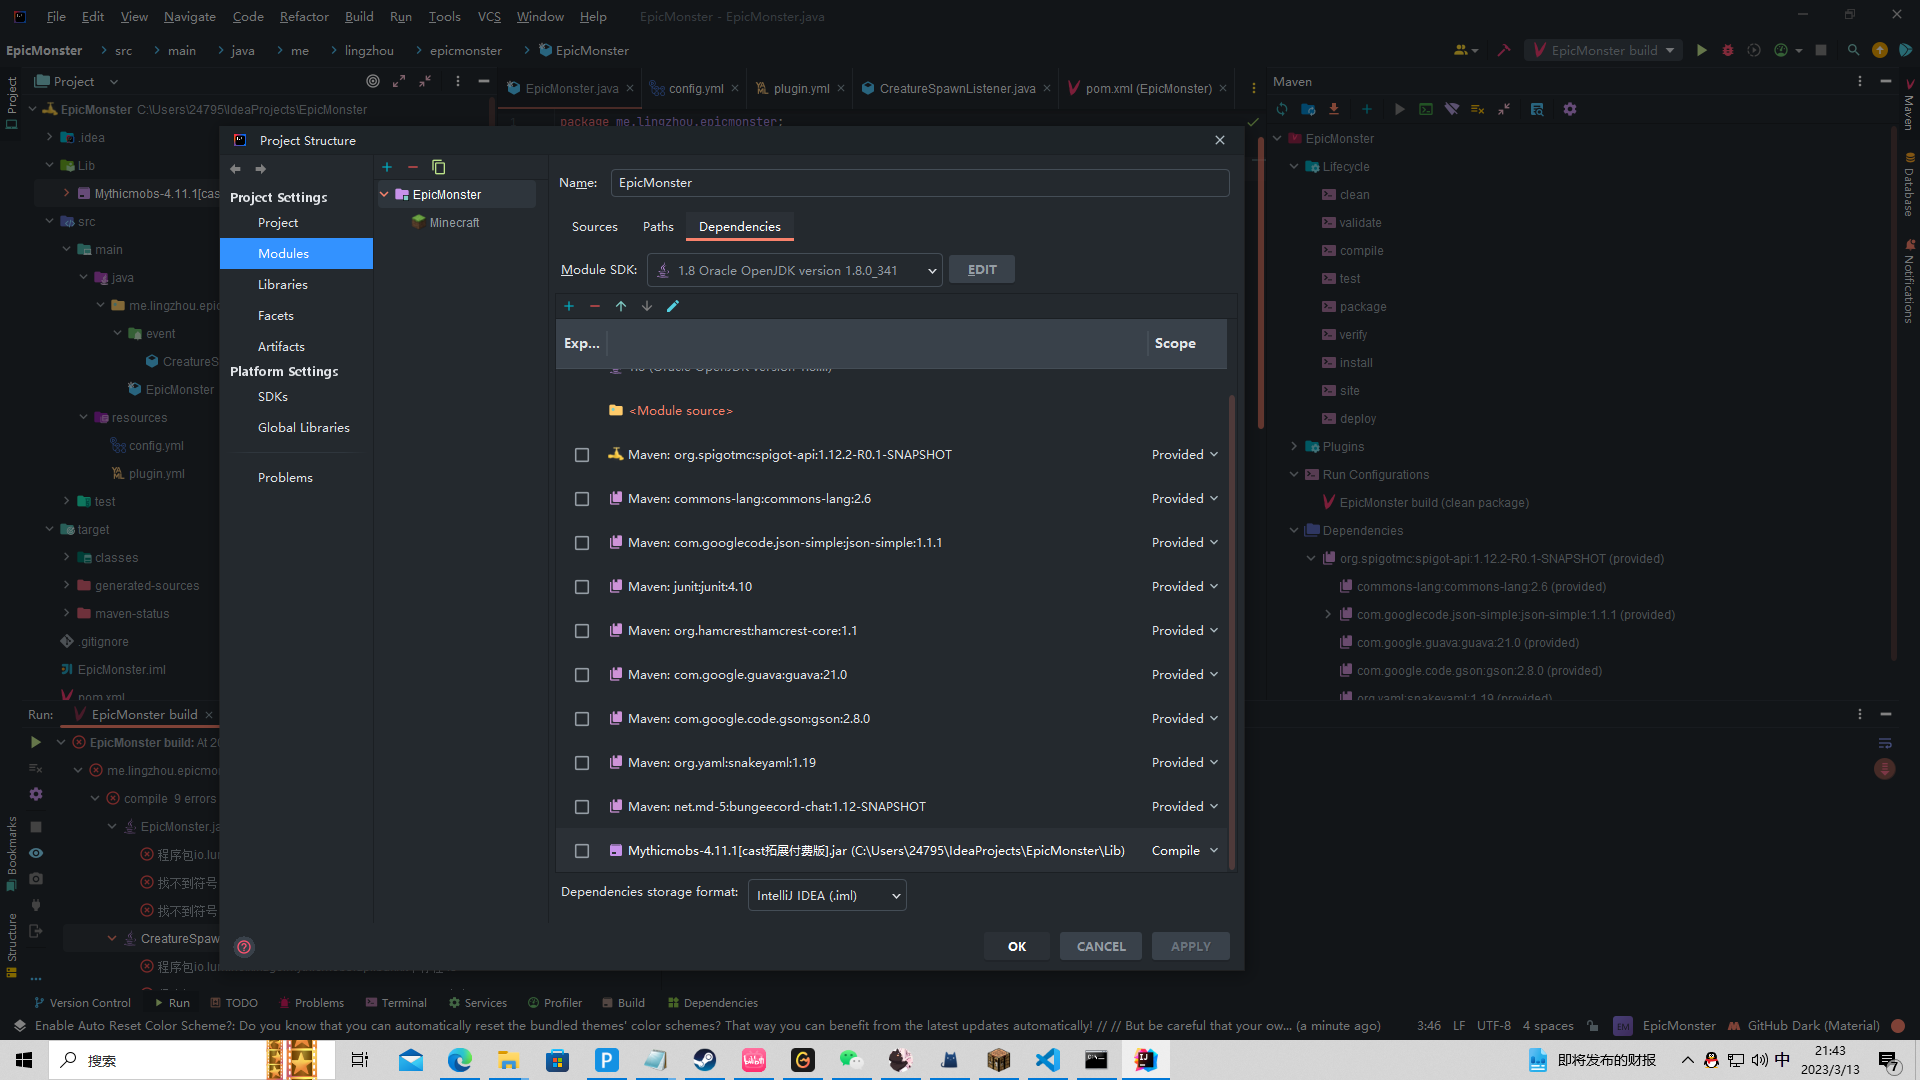 File Edit View Navigate Code Refactor Build Run Tools VCS Window Help EpicMonster - EpicMonster.java
EpicMonster src main java me lingzhou epicmonster EpicMonster
EpicMonster build
Project
EpicMonster.java config.yml plugin.yml CreatureSpawnListener.java pom.xml (EpicMonster)
Maven
Project
EpicMonster C:\Users\24795\IdeaProjects\EpicMonster
.idea
Lib
Mythicmobs-4.11.1[cas
src
main
java
me.lingzhou.epic
event
CreatureS
EpicMonster
resources
config.yml
plugin.yml
test
target
classes
generated-sources
maven-status
.gitignore
EpicMonster.iml
pom.xml
1 package me.lingzhou.epicmonster;
Project Structure
Project Settings
Project
Modules
Libraries
Facets
Artifacts
Platform Settings
SDKs
Global Libraries
Problems
EpicMonster
Minecraft
Name: EpicMonster
Sources Paths Dependencies
Module SDK: 1.8 Oracle OpenJDK version 1.8.0_341 EDIT
Exp... Scope
<Module source>
Maven: org.spigotmc:spigot-api:1.12.2-R0.1-SNAPSHOT Provided
Maven: commons-lang:commons-lang:2.6 Provided
Maven: com.googlecode.json-simple:json-simple:1.1.1 Provided
Maven: junit:junit:4.10 Provided
Maven: org.hamcrest:hamcrest-core:1.1 Provided
Maven: com.google.guava:guava:21.0 Provided
Maven: com.google.code.gson:gson:2.8.0 Provided
Maven: org.yaml:snakeyaml:1.19 Provided
Maven: net.md-5:bungeecord-chat:1.12-SNAPSHOT Provided
Mythicmobs-4.11.1[cast拓展付费版].jar (C:\Users\24795\IdeaProjects\EpicMonster\Lib) Compile
Dependencies storage format: IntelliJ IDEA (.iml)
OK CANCEL APPLY
EpicMonster
Lifecycle
clean
validate
compile
test
package
verify
install
site
deploy
Plugins
Run Configurations
EpicMonster build (clean package)
Dependencies
org.spigotmc:spigot-api:1.12.2-R0.1-SNAPSHOT (provided)
commons-lang:commons-lang:2.6 (provided)
com.googlecode.json-simple:json-simple:1.1.1 (provided)
com.google.guava:guava:21.0 (provided)
com.google.code.gson:gson:2.8.0 (provided)
org.yaml:snakeyaml:1.19 (provided)
Maven
Database
Notifications
Run: EpicMonster build
EpicMonster build: At 20
me.lingzhou.epicmo
compile 9 errors
EpicMonster.ja
程序包io.lu
找不到符号
找不到符号
CreatureSpaw
程序包io.lu
Bookmarks
Structure
Version Control Run TODO Problems Terminal Services Profiler Build Dependencies
Enable Auto Reset Color Scheme?: Do you know that you can automatically reset the bundled themes' color schemes? That way you can benefit from the latest updates automatically! // // But be careful that your ow... (a minute ago) 3:46 LF UTF-8 4 spaces EM EpicMonster GitHub Dark (Material)
搜索
即将发布的财报
中
21:43
2023/3/13
7